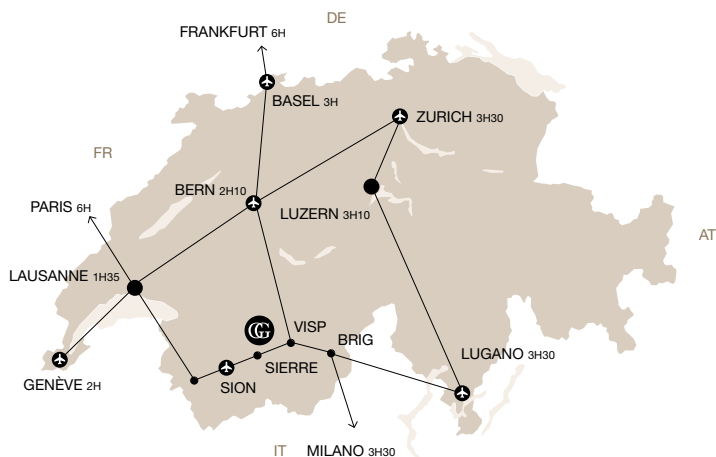 DE
FRANKFURT 6H
BASEL 3H
ZURICH 3H30
FR
BERN 2H10
PARIS 6H
LUZERN 3H10
AT
LAUSANNE 1H35
CG
VISP
BRIG
LUGANO 3H30
SIERRE
GENÈVE 2H
SION
IT
MILANO 3H30